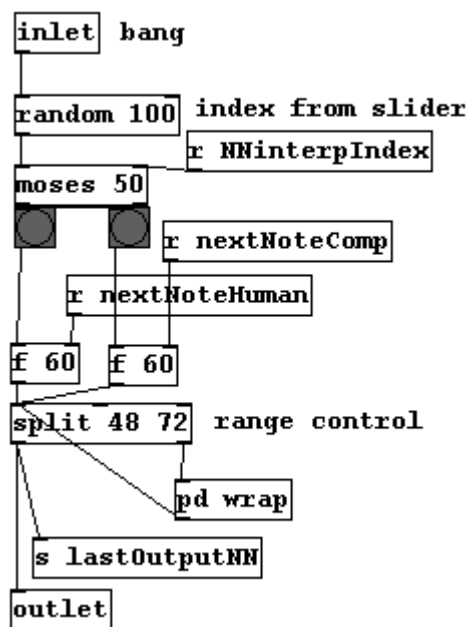 inlet bang
random 100 index from slider
r NNinterpIndex
moses 50
r nextNoteComp
r nextNoteHuman
f 60 f 60
split 48 72 range control
pd wrap
s lastOutputNN
outlet